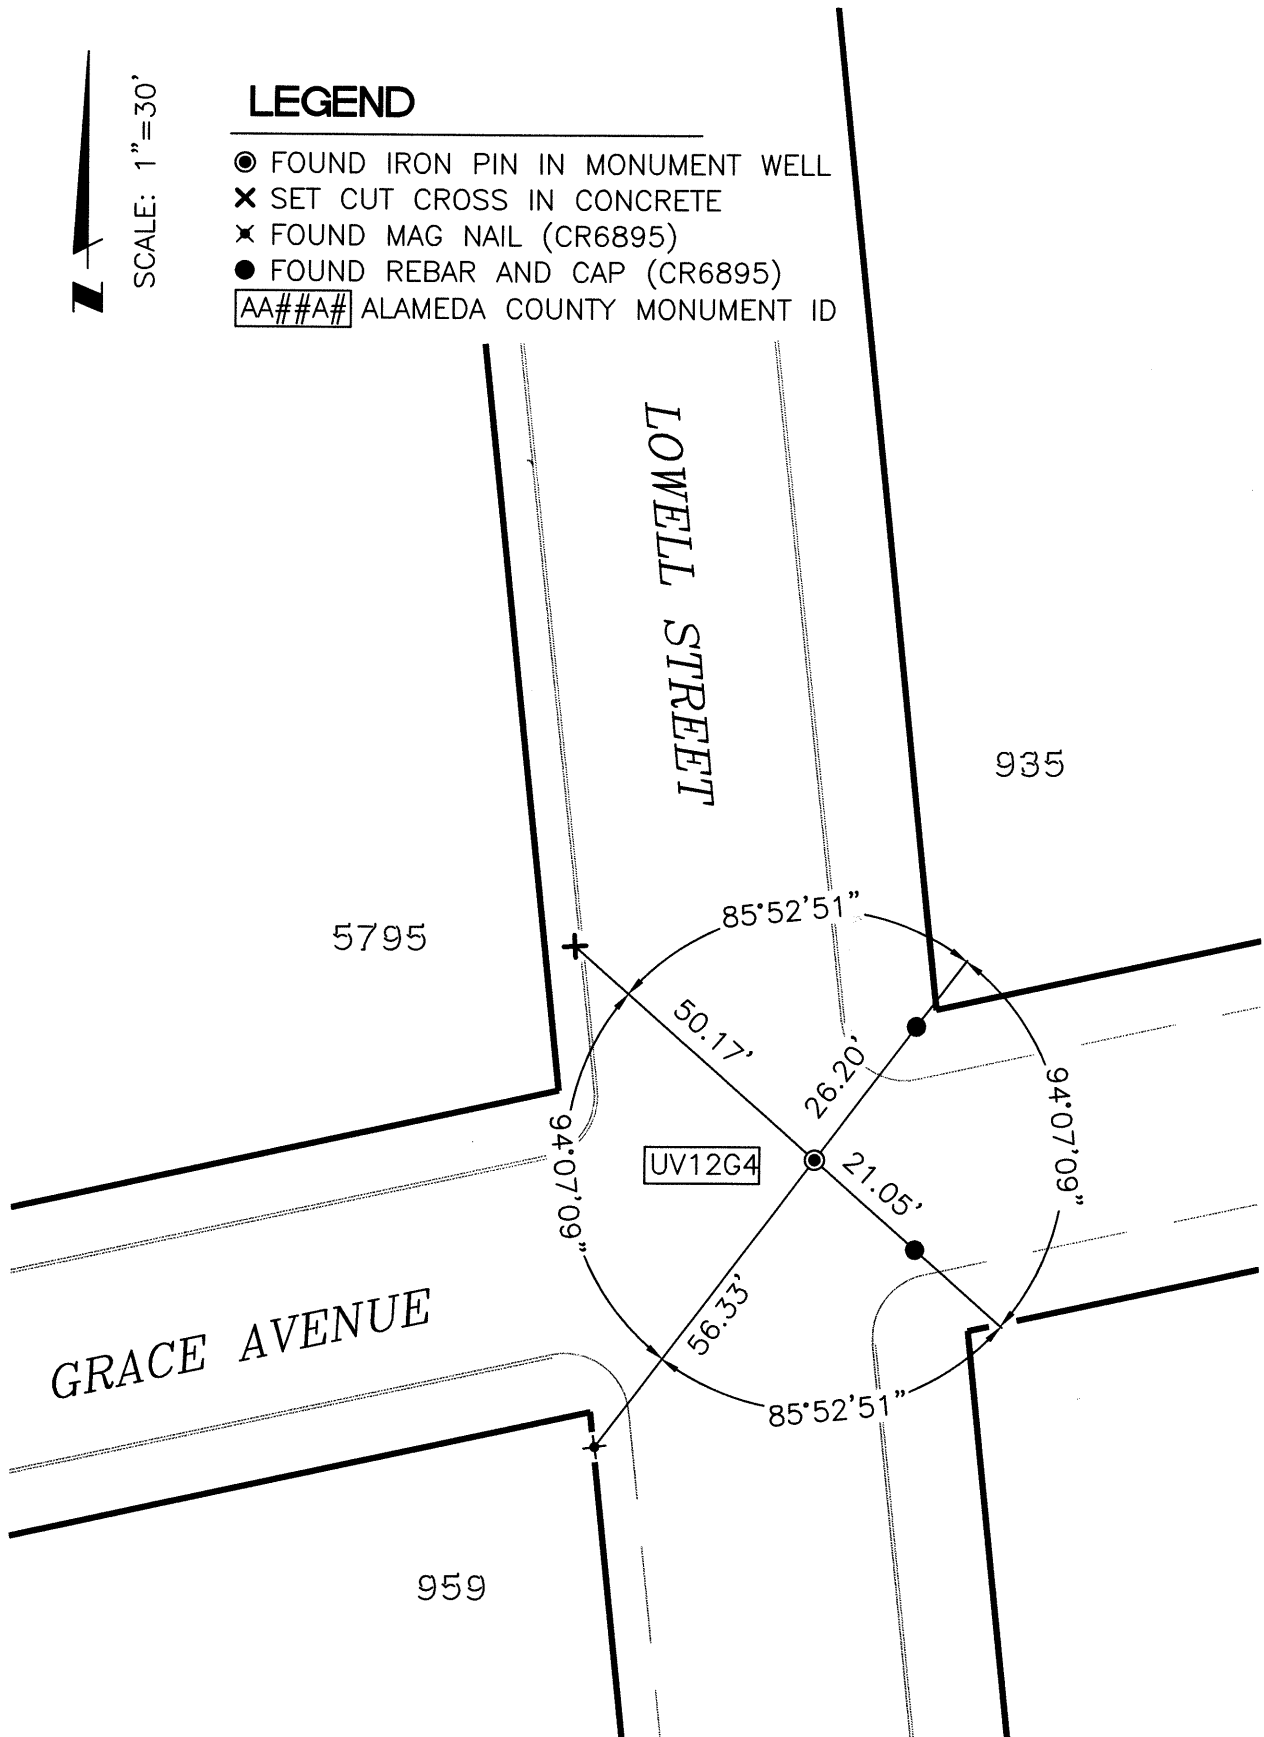 SCALE: 1"=30'
LEGEND
FOUND IRON PIN IN MONUMENT WELL
SET CUT CROSS IN CONCRETE
FOUND MAG NAIL (CR6895)
FOUND REBAR AND CAP (CR6895)
AA##A# ALAMEDA COUNTY MONUMENT ID
LOWELL STREET
935
5795
85°52'51"
50.17'
26.20'
94°07'09"
94°07'09"
UV12G4
21.05'
56.33'
GRACE AVENUE
85°52'51"
959
Z